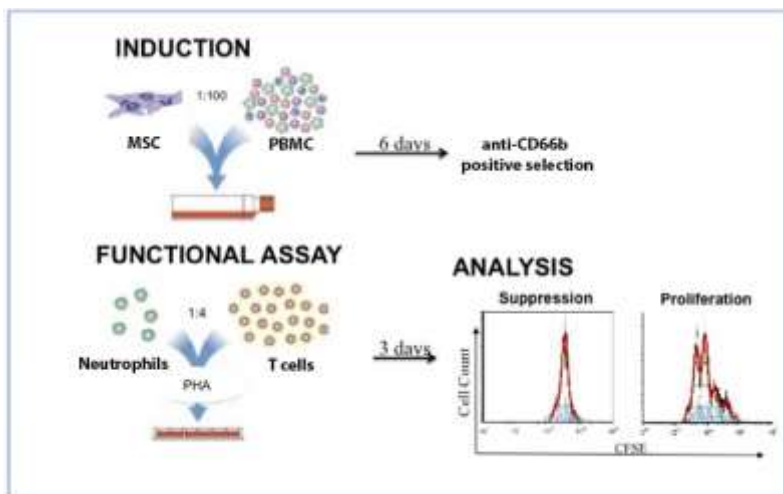 INDUCTION
1:100
MSC
PBMC
6 days
anti-CD66b
positive selection
FUNCTIONAL ASSAY
1:4
Neutrophils
T cells
PHA
3 days
ANALYSIS
Suppression
Proliferation
Cell Count
CFSE